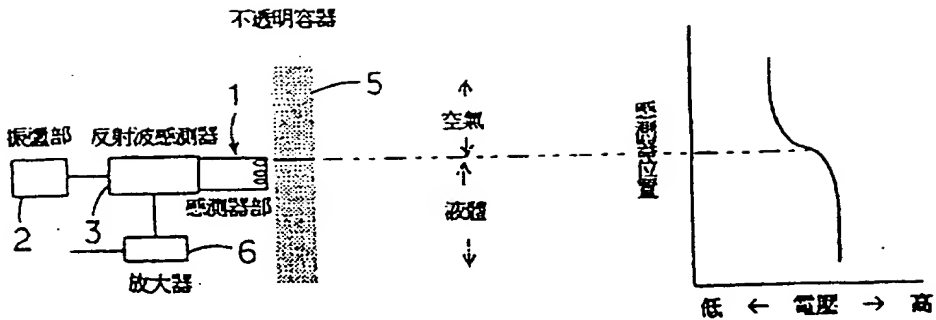 不透明容器
5
1
空氣
振盪部 反射波感測器
感測器位置
2
3
感測器部
液體
6
放大器
低 ← 電壓 → 高